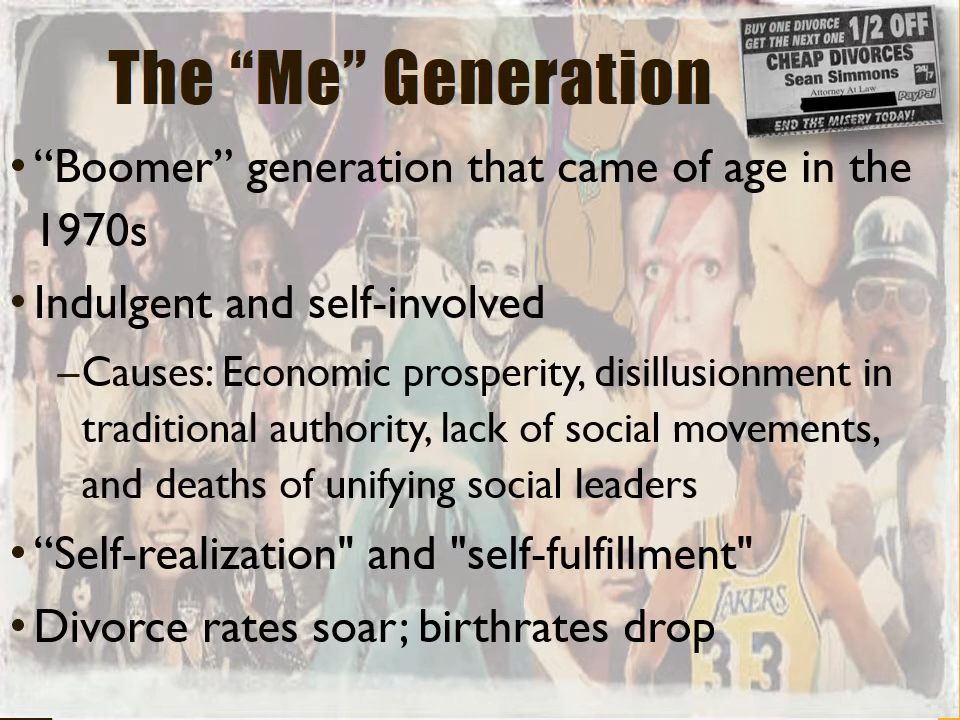 The “Me” Generation
BUY ONE DIVORCE
GET THE NEXT ONE 1/2 OFF
CHEAP DIVORCES
Sean Simmons
Attorney At Law
24/7
PayPal
END THE MISERY TODAY!
• “Boomer” generation that came of age in the
1970s
• Indulgent and self-involved
–Causes: Economic prosperity, disillusionment in
traditional authority, lack of social movements,
and deaths of unifying social leaders
• “Self-realization" and "self-fulfillment"
• Divorce rates soar; birthrates drop
LAKERS
33